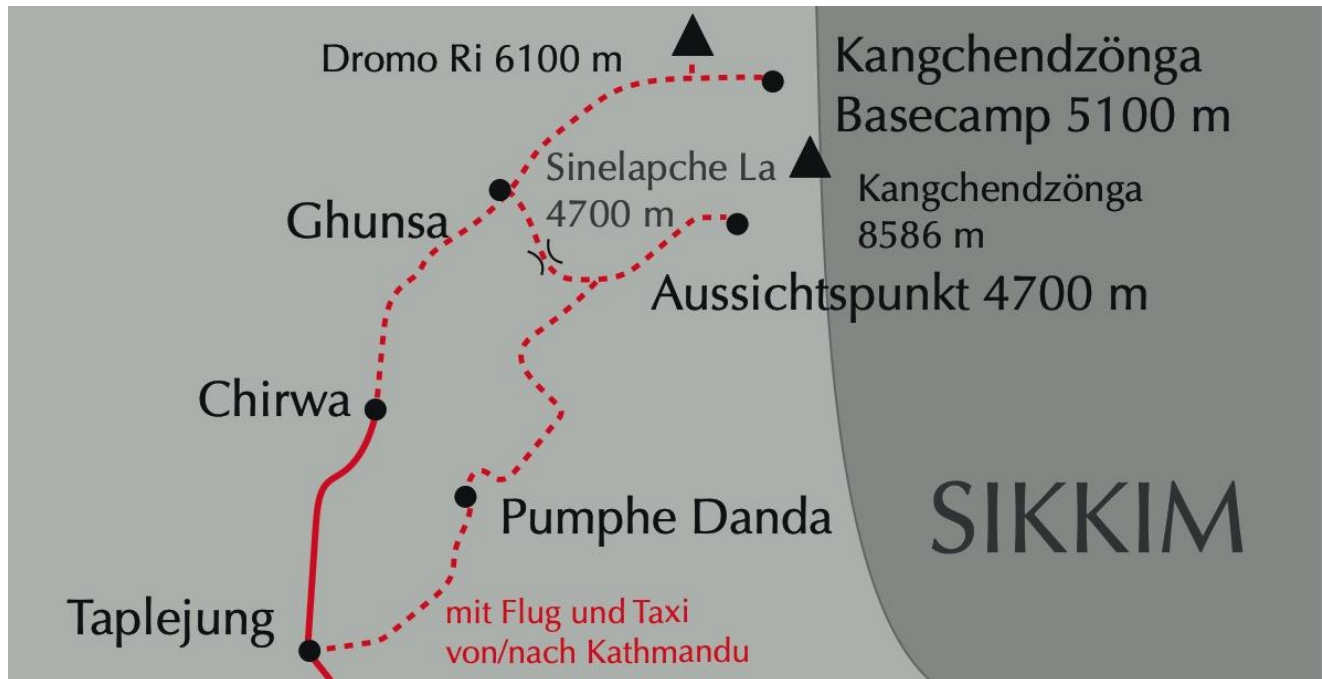 Dromo Ri 6100 m
Kangchendzönga
Basecamp 5100 m
Sinelapche La
4700 m
Kangchendzönga
8586 m
Ghunsa
Aussichtspunkt 4700 m
Chirwa
Pumphe Danda
SIKKIM
Taplejung
mit Flug und Taxi
von/nach Kathmandu